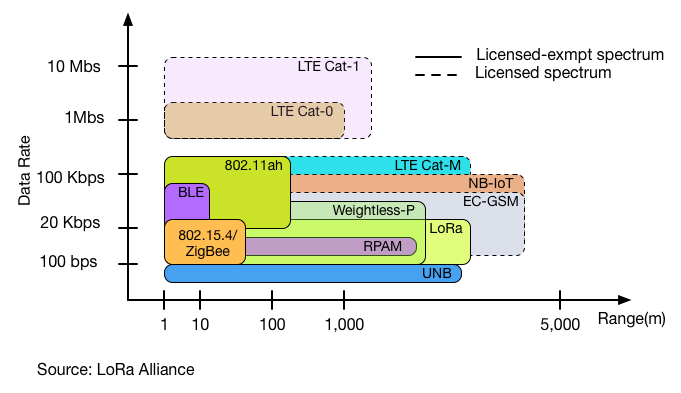 10 Mbs
LTE Cat-1
Licensed-exmpt spectrum
Licensed spectrum
1Mbs
LTE Cat-0
Data Rate
100 Kbps
802.11ah
LTE Cat-M
NB-IoT
BLE
EC-GSM
Weightless-P
20 Kbps
LoRa
802.15.4/
ZigBee
RPAM
100 bps
UNB
1
10
100
1,000
5,000
Range(m)
Source: LoRa Alliance